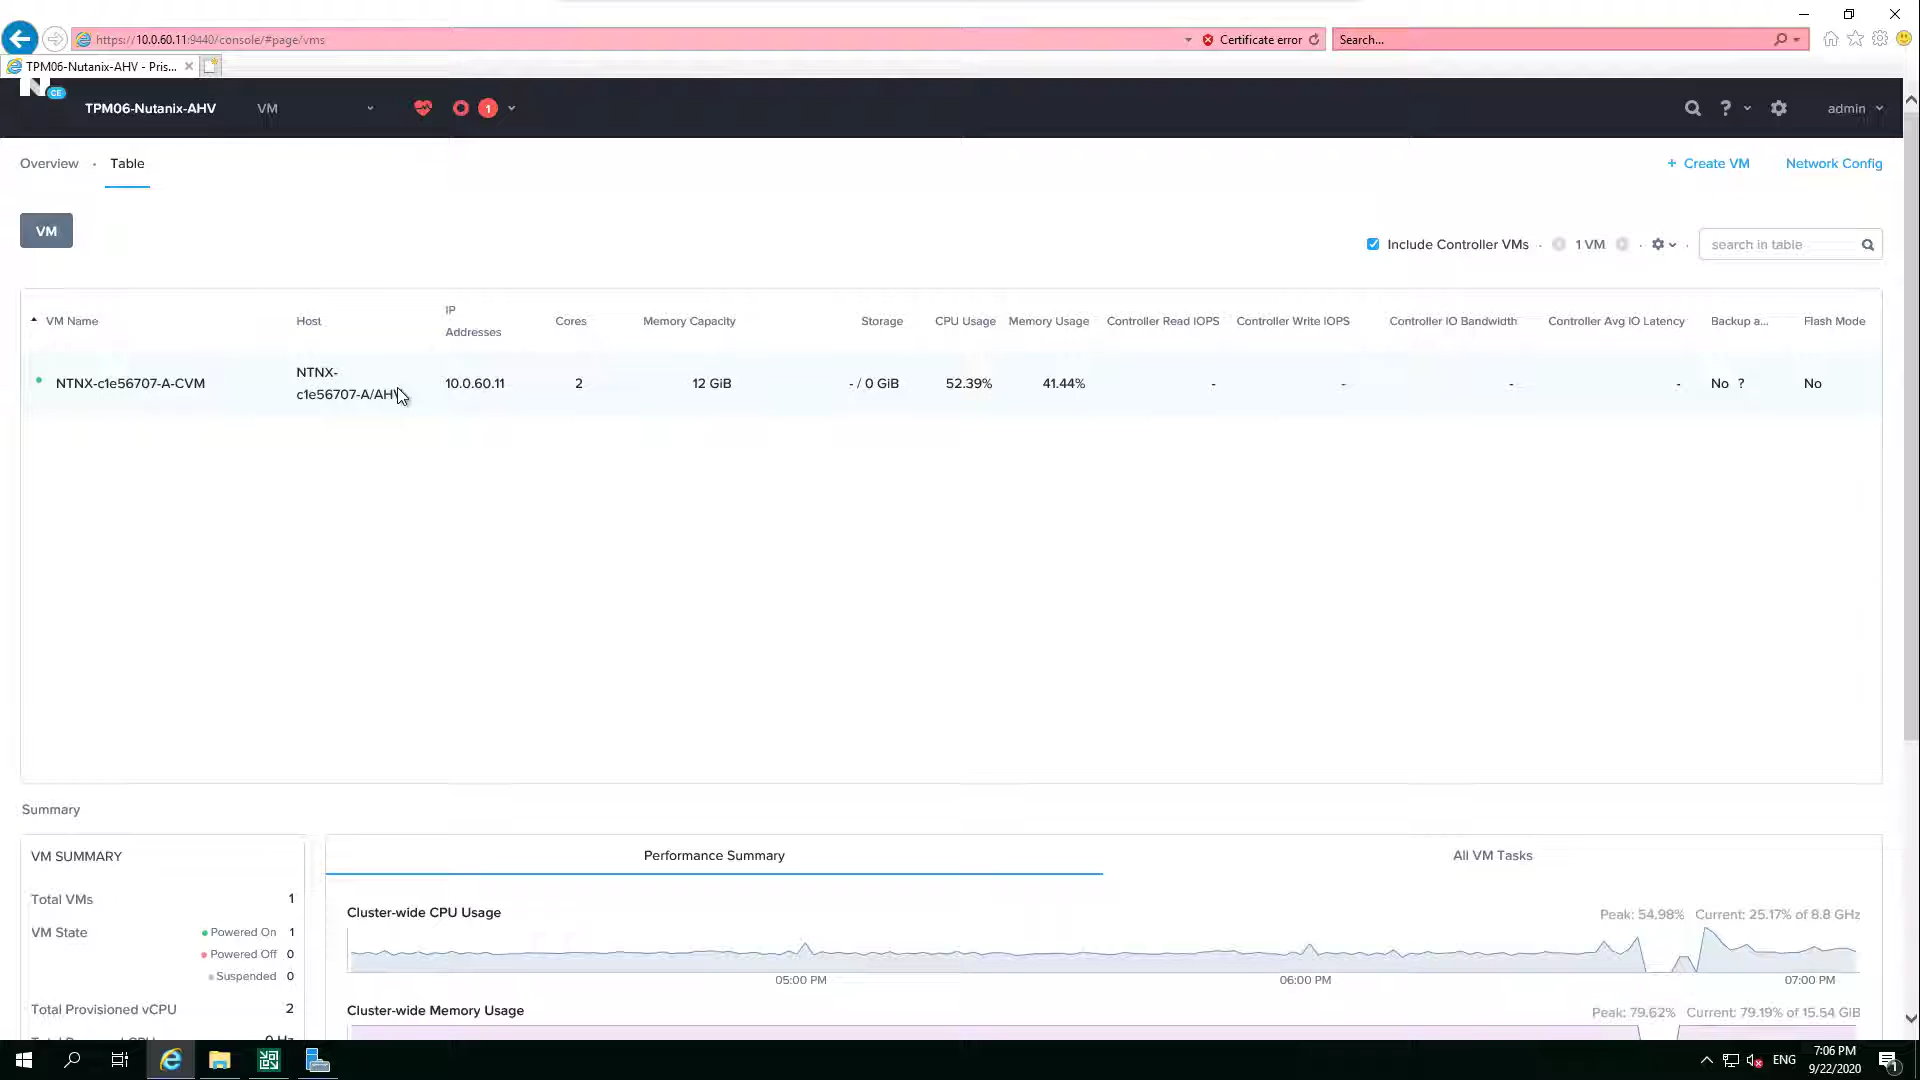 https://10.0.60.11:9440/console/#page/vms
Certificate error
Search...
TPM06-Nutanix-AHV - Pris...
CE
TPM06-Nutanix-AHV
VM
1
?
admin
Overview · Table
+ Create VM
Network Config
VM
Include Controller VMs · 1 VM ·
search in table
VM Name
Host
IP Addresses
Cores
Memory Capacity
Storage
CPU Usage
Memory Usage
Controller Read IOPS
Controller Write IOPS
Controller IO Bandwidth
Controller Avg IO Latency
Backup a...
Flash Mode
NTNX-c1e56707-A-CVM
NTNX-
c1e56707-A/AHV
10.0.60.11
2
12 GiB
- / 0 GiB
52.39%
41.44%
-
-
-
-
No ?
No
Summary
VM SUMMARY
Total VMs 1
VM State
Powered On 1
Powered Off 0
Suspended 0
Total Provisioned vCPU 2
Performance Summary
All VM Tasks
Cluster-wide CPU Usage
Peak: 54.98% Current: 25.17% of 8.8 GHz
05:00 PM
06:00 PM
07:00 PM
Cluster-wide Memory Usage
Peak: 79.62% Current: 79.19% of 15.54 GiB
ENG
7:06 PM
9/22/2020
1